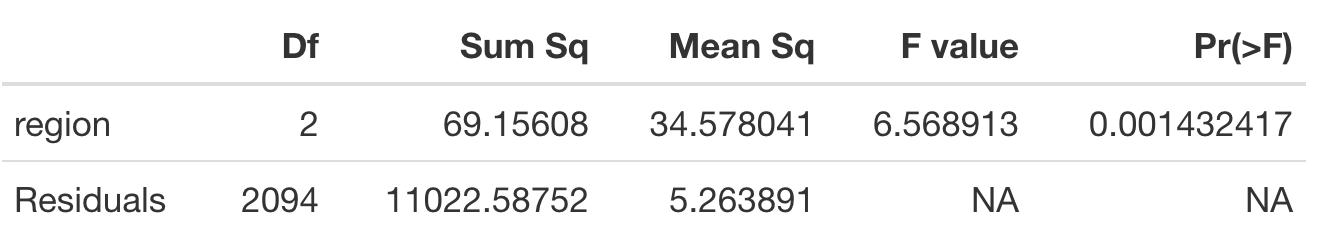 Df Sum Sq Mean Sq F value Pr(>F)
region 2 69.15608 34.578041 6.568913 0.001432417
Residuals 2094 11022.58752 5.263891 NA NA